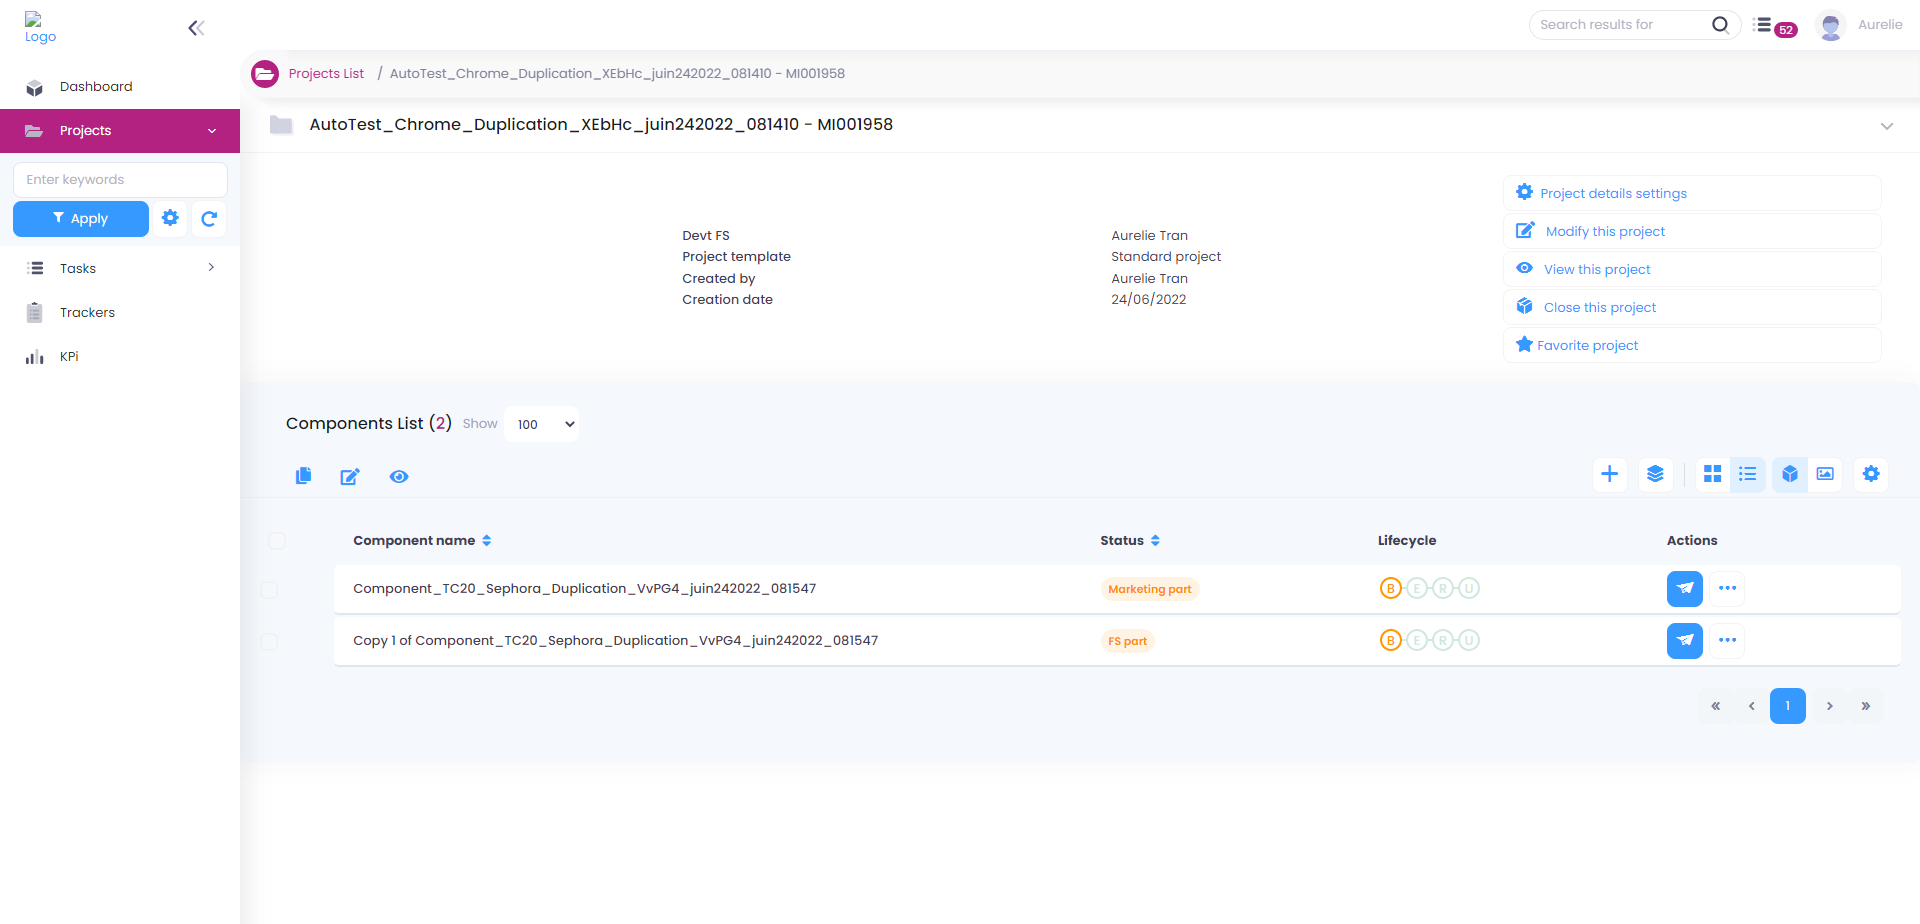 Logo
Search results for
52
Aurelie
Dashboard
Projects
Enter keywords
Apply
Tasks
Trackers
KPi
Projects List / AutoTest_Chrome_Duplication_XEbHc_juin242022_081410 - MI001958
AutoTest_Chrome_Duplication_XEbHc_juin242022_081410 - MI001958
Devt FS Aurelie Tran
Project template Standard project
Created by Aurelie Tran
Creation date 24/06/2022
Project details settings
Modify this project
View this project
Close this project
Favorite project
Components List (2) Show 100
Component name Status Lifecycle Actions
Component_TC20_Sephora_Duplication_VvPG4_juin242022_081547 Marketing part B E R U
Copy 1 of Component_TC20_Sephora_Duplication_VvPG4_juin242022_081547 FS part B E R U
« ‹ 1 › »